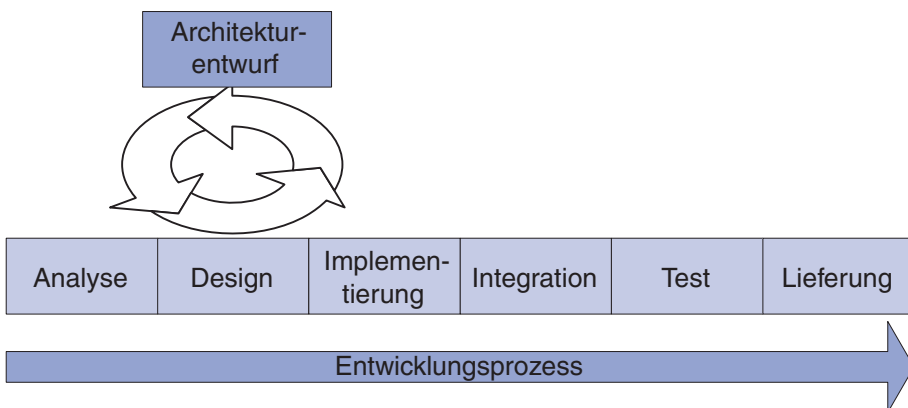 Architektur-
entwurf
Analyse
Design
Implemen-
tierung
Integration
Test
Lieferung
Entwicklungsprozess